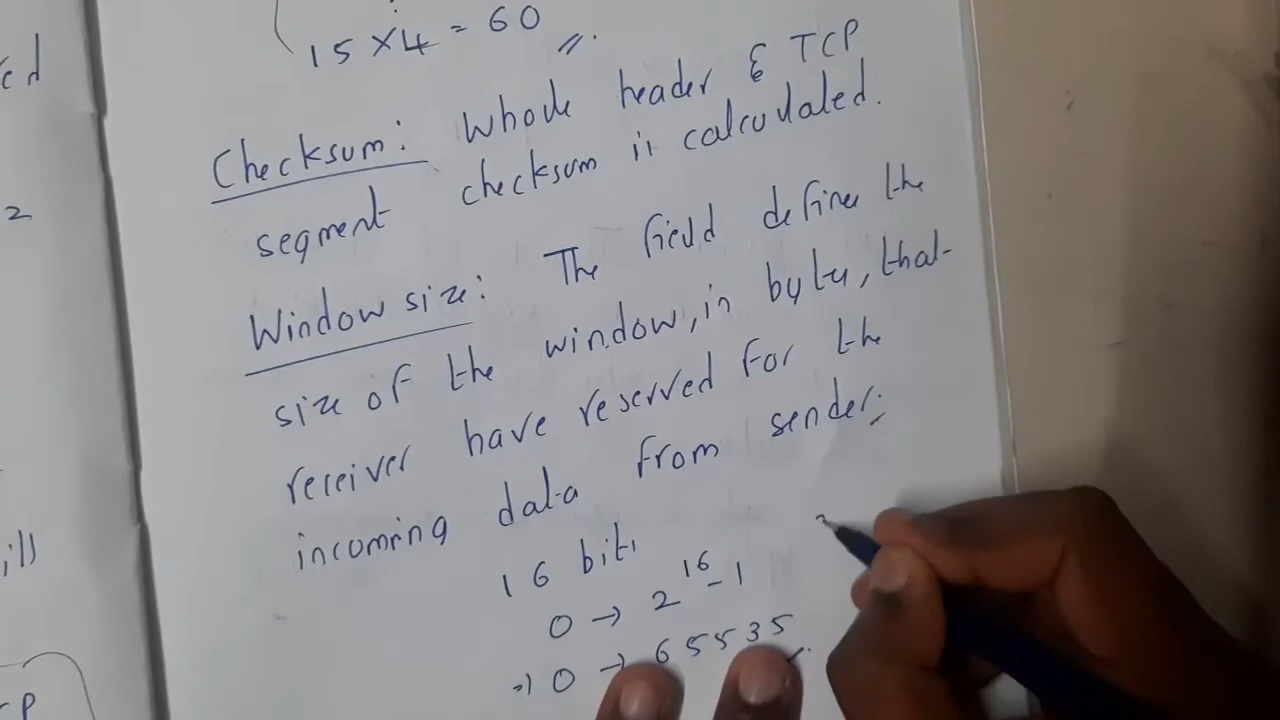 15 × 4 = 60
Checksum: Whole header & TCP
segment checksum is calculated.
Window size: The field defines the
size of the window, in bytes, that
receiver have reserved for the
incoming data from sender.
16 bits
0 → 2^16 - 1
⇒ 0 → 65535
2
ill